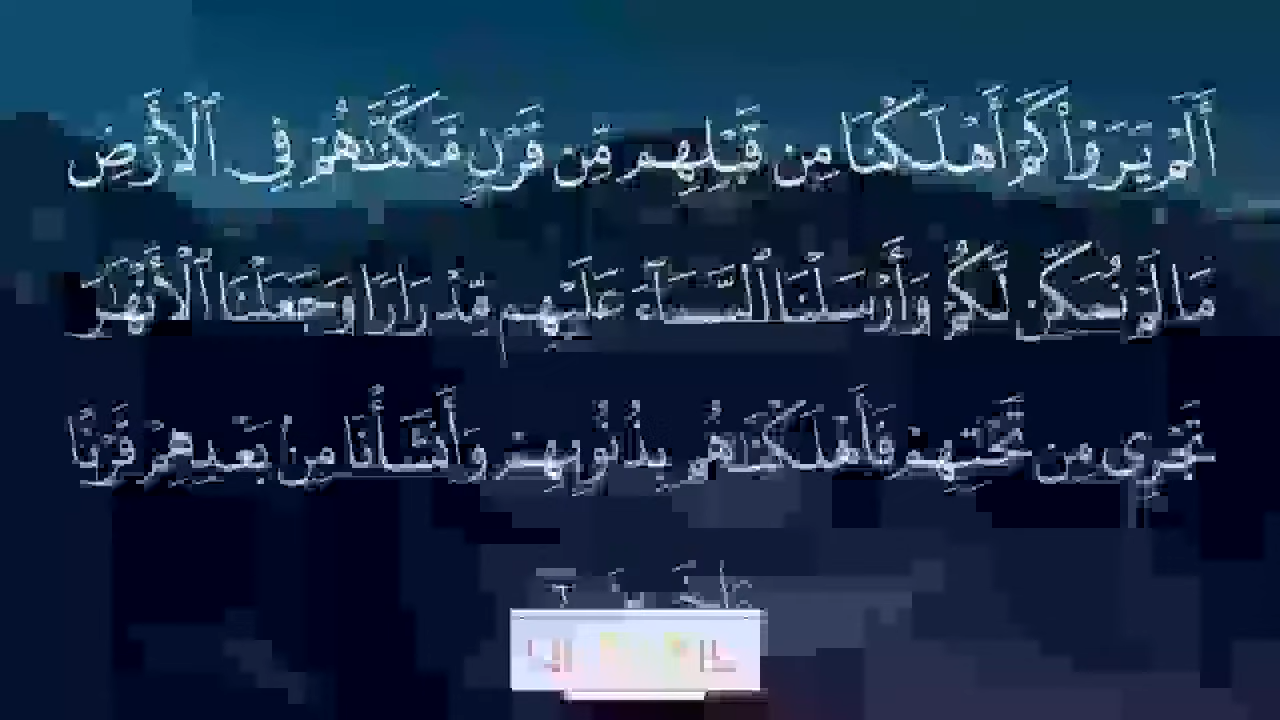 أَلَمْ يَرَوْا۟ كَمْ أَهْلَكْنَا مِن قَبْلِهِم مِّن قَرْنٍ مَّكَّنَّٰهُمْ فِى ٱلْأَرْضِ
مَا لَمْ نُمَكِّن لَّكُمْ وَأَرْسَلْنَا ٱلسَّمَآءَ عَلَيْهِم مِّدْرَارًا وَجَعَلْنَا ٱلْأَنْهَٰرَ
تَجْرِى مِن تَحْتِهِمْ فَأَهْلَكْنَٰهُم بِذُنُوبِهِمْ وَأَنشَأْنَا مِنۢ بَعْدِهِمْ قَرْنًا